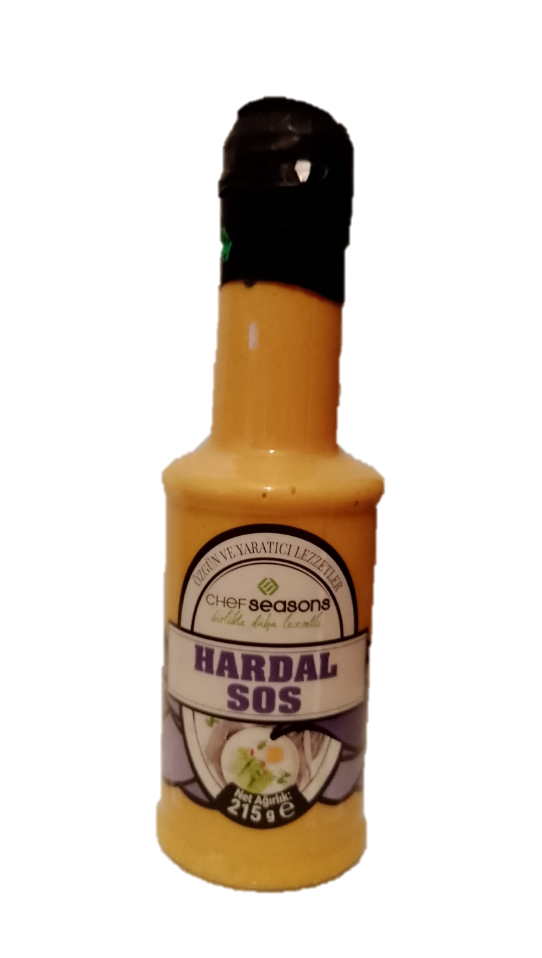 ÖZGÜN VE YARATICI LEZZETLER
CHEF seasons
birlikte daha lezzetli
HARDAL
SOS
Net Ağırlık:
215 g ℮